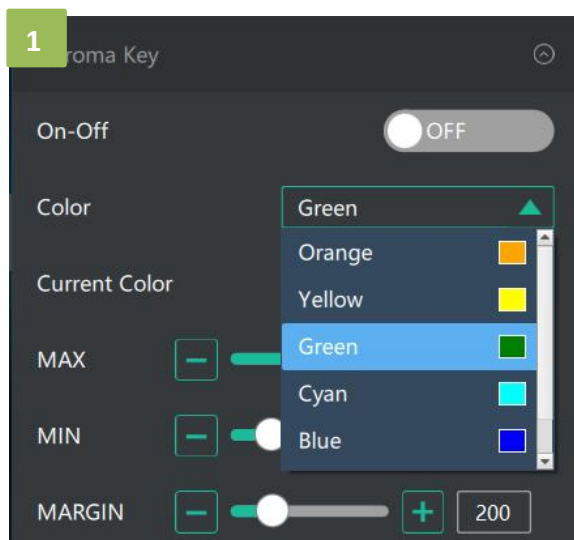 1
roma Key
On-Off
OFF
Color
Green
Orange
Current Color
Yellow
Green
MAX
Cyan
MIN
Blue
MARGIN
200